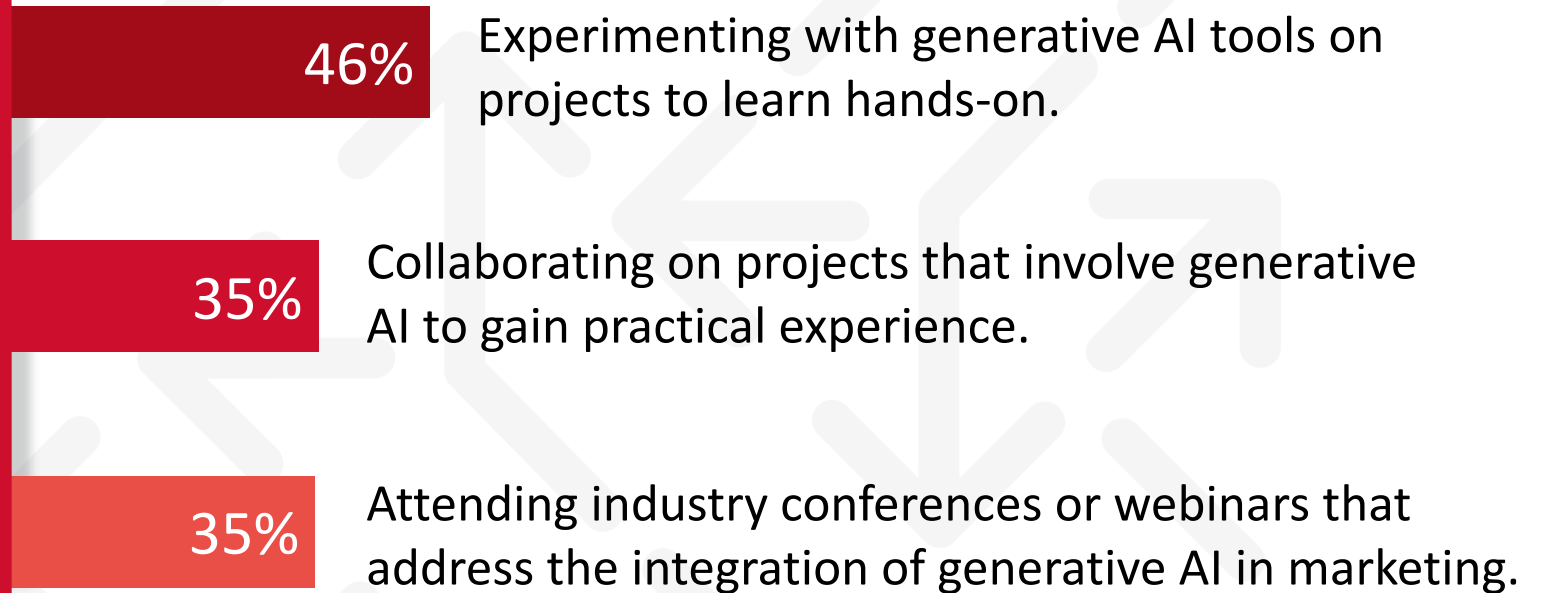 46%
Experimenting with generative AI tools on
projects to learn hands-on.
35%
Collaborating on projects that involve generative
AI to gain practical experience.
35%
Attending industry conferences or webinars that
address the integration of generative AI in marketing.